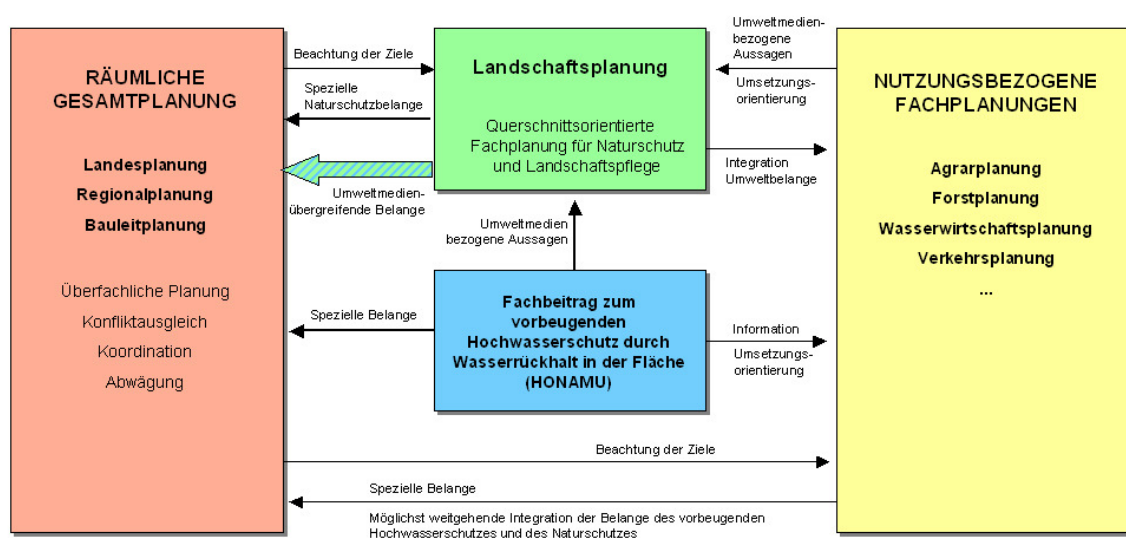 RÄUMLICHE
GESAMTPLANUNG
Landesplanung
Regionalplanung
Bauleitplanung
Überfachliche Planung
Konfliktausgleich
Koordination
Abwägung
Beachtung der Ziele
Spezielle
Naturschutzbelange
Umweltmedien-
übergreifende Belange
Landschaftsplanung
Querschnittsorientierte
Fachplanung für Naturschutz
und Landschaftspflege
Umweltmedien-
bezogene
Aussagen
Umsetzungs-
orientierung
Integration
Umweltbelange
Umweltmedien
bezogene Aussagen
Spezielle Belange
Fachbeitrag zum
vorbeugenden
Hochwasserschutz durch
Wasserrückhalt in der Fläche
(HONAMU)
Information
Umsetzungs-
orientierung
NUTZUNGSBEZOGENE
FACHPLANUNGEN
Agrarplanung
Forstplanung
Wasserwirtschaftsplanung
Verkehrsplanung
...
Beachtung der Ziele
Spezielle Belange
Möglichst weitgehende Integration der Belange des vorbeugenden
Hochwasserschutzes und des Naturschutzes